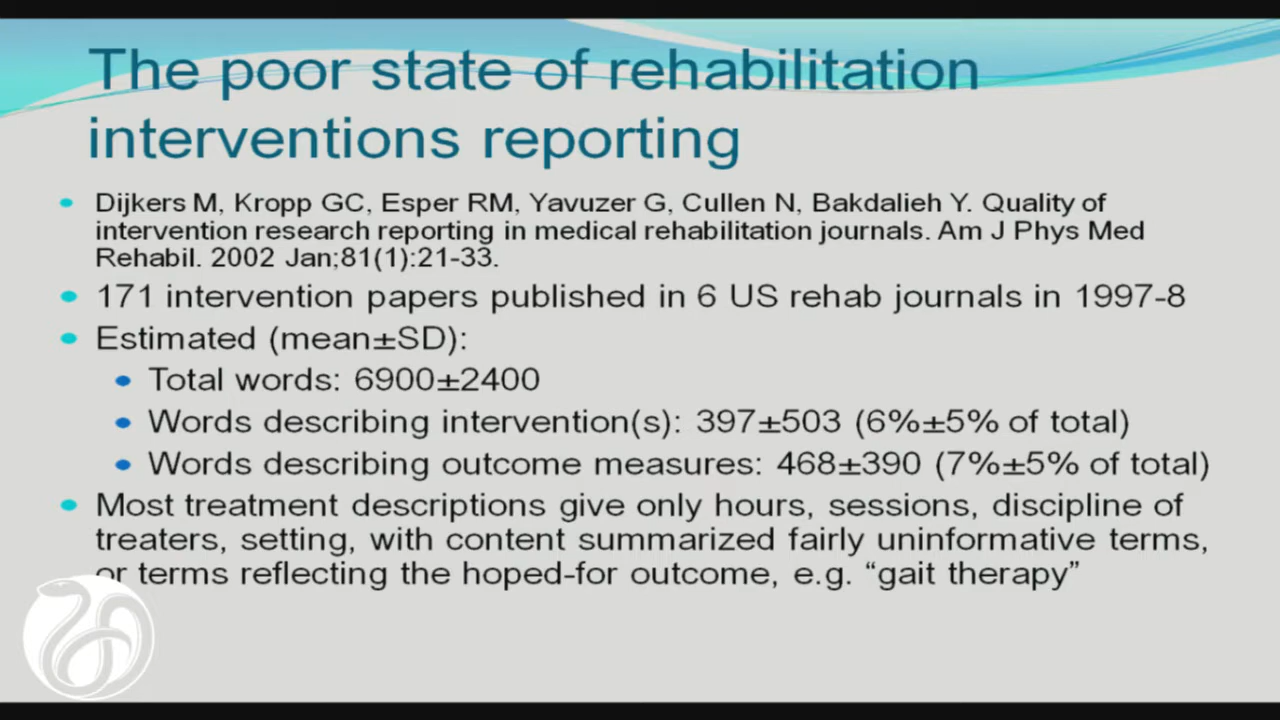 The poor state of rehabilitation
interventions reporting
Dijkers M, Kropp GC, Esper RM, Yavuzer G, Cullen N, Bakdalieh Y. Quality of
intervention research reporting in medical rehabilitation journals. Am J Phys Med
Rehabil. 2002 Jan;81(1):21-33.
171 intervention papers published in 6 US rehab journals in 1997-8
Estimated (mean±SD):
Total words: 6900±2400
Words describing intervention(s): 397±503 (6%±5% of total)
Words describing outcome measures: 468±390 (7%±5% of total)
Most treatment descriptions give only hours, sessions, discipline of
treaters, setting, with content summarized fairly uninformative terms,
or terms reflecting the hoped-for outcome, e.g. “gait therapy”